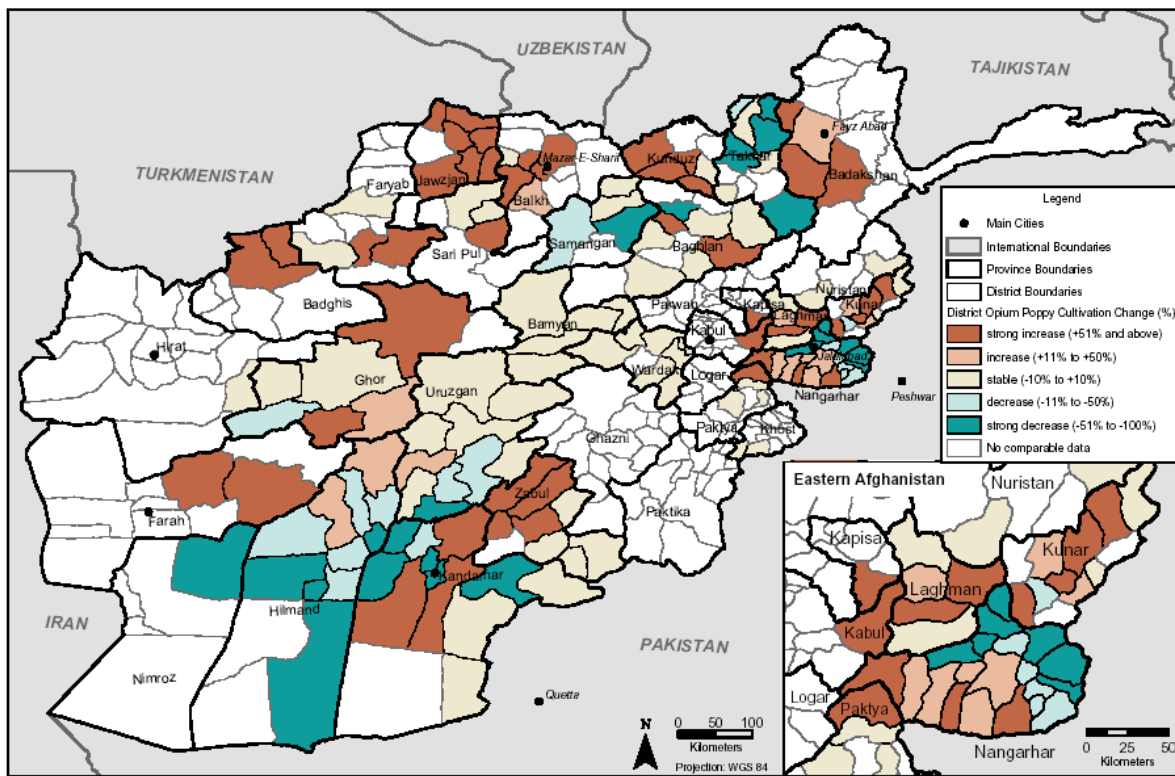 UZBEKISTAN
TAJIKISTAN
TURKMENISTAN
Fayz Abad
Takhar
Kunduz
Mazar-E-Sharif
Badakshan
Faryab
Jawzjan
Balkh
Samangan
Baghlan
Sari Pul
Badghis
Nuristan
Parwan
Kapisa
Kunar
Laghman
Bamyan
Kabul
Jalalabad
Hirat
Ghor
Uruzgan
Wardak
Logar
Nangarhar
Peshwar
Paktya
Khost
Ghazni
Zabul
Paktika
Farah
Kandahar
Hilmand
IRAN
Nimroz
PAKISTAN
Quetta
N
0 50 100
Kilometers
Projection: WGS 84
Legend
Main Cities
International Boundaries
Province Boundaries
District Boundaries
District Opium Poppy Cultivation Change (%)
strong increase (+51% and above)
increase (+11% to +50%)
stable (-10% to +10%)
decrease (-11% to -50%)
strong decrease (-51% to -100%)
No comparable data
Eastern Afghanistan
Nuristan
Kapisa
Kunar
Laghman
Kabul
Logar
Paktya
Nangarhar
0 25 50
Kilometers